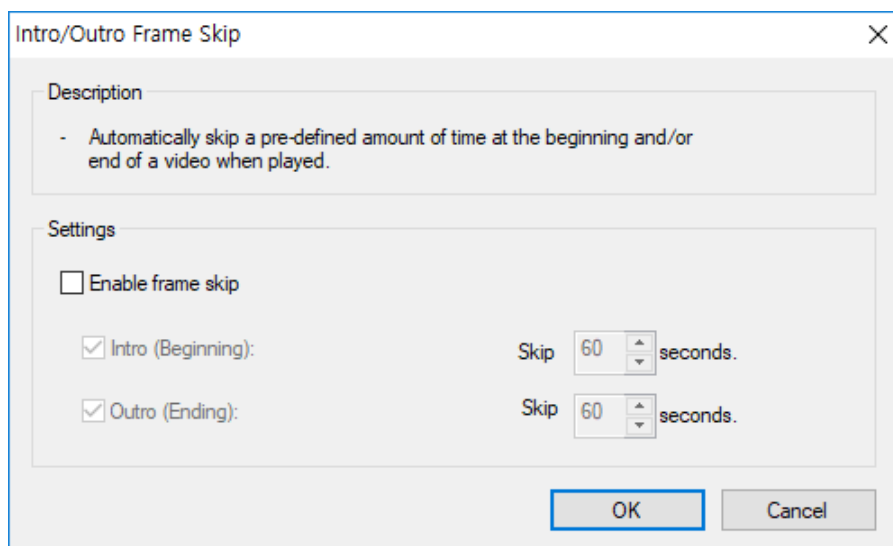 Intro/Outro Frame Skip
Description
- Automatically skip a pre-defined amount of time at the beginning and/or
end of a video when played.
Settings
Enable frame skip
Intro (Beginning): Skip 60 seconds.
Outro (Ending): Skip 60 seconds.
OK Cancel